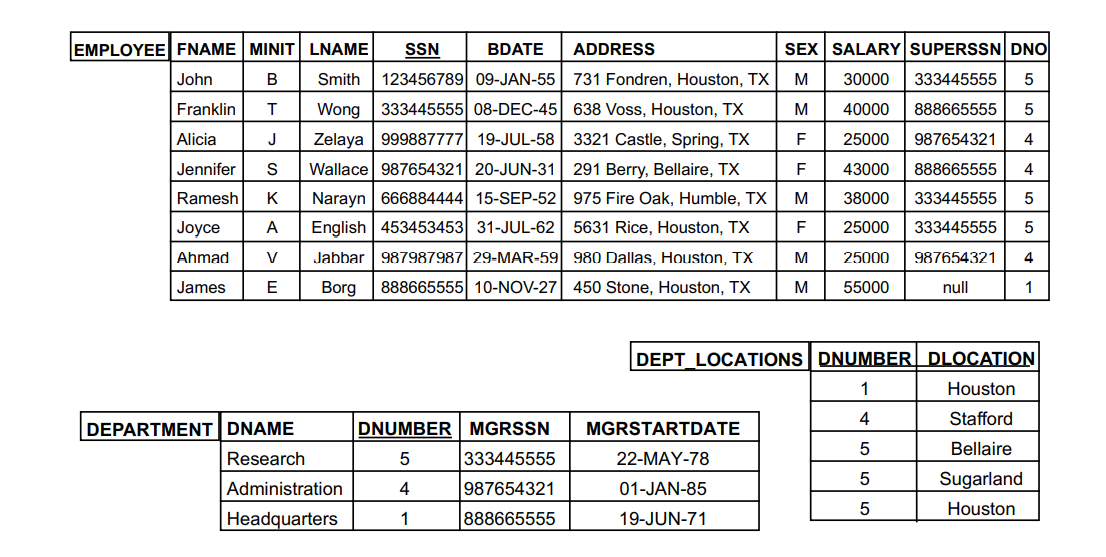 EMPLOYEE FNAME MINIT LNAME SSN BDATE ADDRESS SEX SALARY SUPERSSN DNO
John B Smith 123456789 09-JAN-55 731 Fondren, Houston, TX M 30000 333445555 5
Franklin T Wong 333445555 08-DEC-45 638 Voss, Houston, TX M 40000 888665555 5
Alicia J Zelaya 999887777 19-JUL-58 3321 Castle, Spring, TX F 25000 987654321 4
Jennifer S Wallace 987654321 20-JUN-31 291 Berry, Bellaire, TX F 43000 888665555 4
Ramesh K Narayn 666884444 15-SEP-52 975 Fire Oak, Humble, TX M 38000 333445555 5
Joyce A English 453453453 31-JUL-62 5631 Rice, Houston, TX F 25000 333445555 5
Ahmad V Jabbar 987987987 29-MAR-59 980 Dallas, Houston, TX M 25000 987654321 4
James E Borg 888665555 10-NOV-27 450 Stone, Houston, TX M 55000 null 1
DEPT_LOCATIONS DNUMBER DLOCATION
1 Houston
4 Stafford
5 Bellaire
5 Sugarland
5 Houston
DEPARTMENT DNAME DNUMBER MGRSSN MGRSTARTDATE
Research 5 333445555 22-MAY-78
Administration 4 987654321 01-JAN-85
Headquarters 1 888665555 19-JUN-71